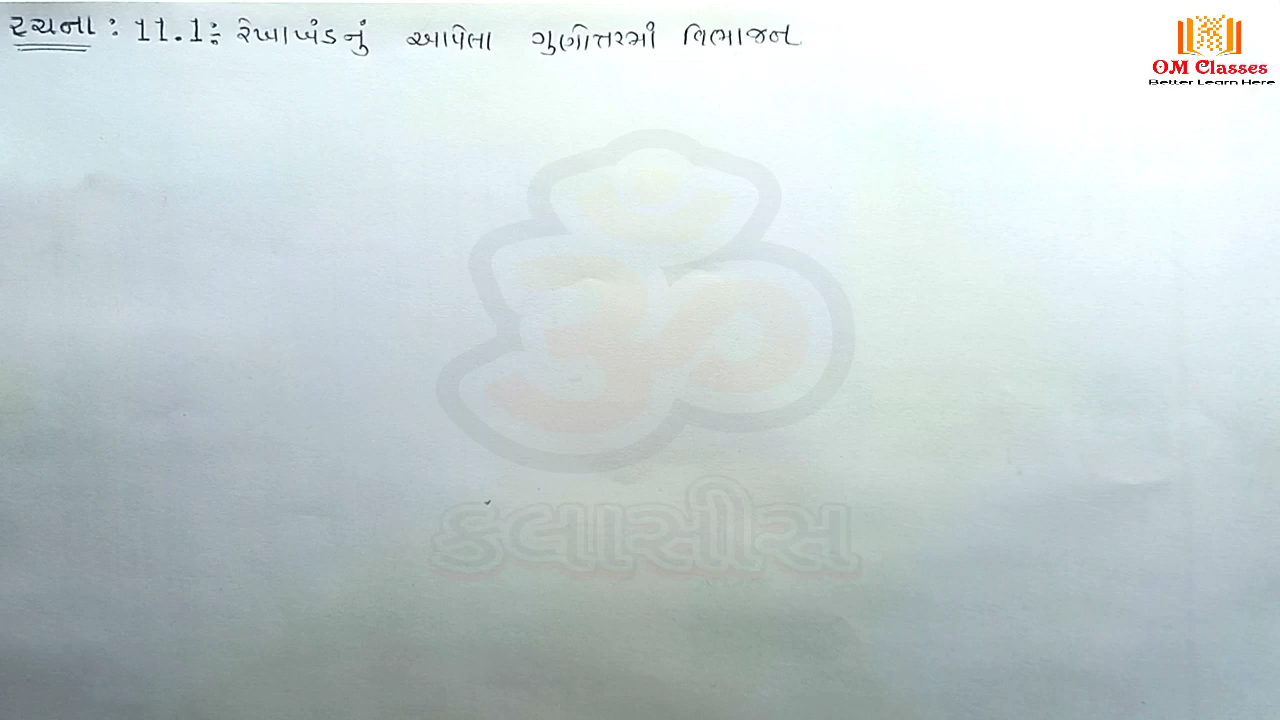 રચના : 11.1 : રેખાખંડનું આપેલા ગુણોત્તરમાં વિભાજન
OM Classes
Better Learn Here
ૐ
કલાસીસ